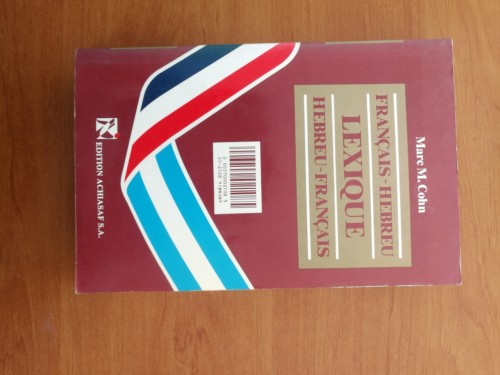 Marc M. Cohn
FRANÇAIS-HEBREU
LEXIQUE
HEBREU-FRANÇAIS
EDITION ACHIASAF S.A.